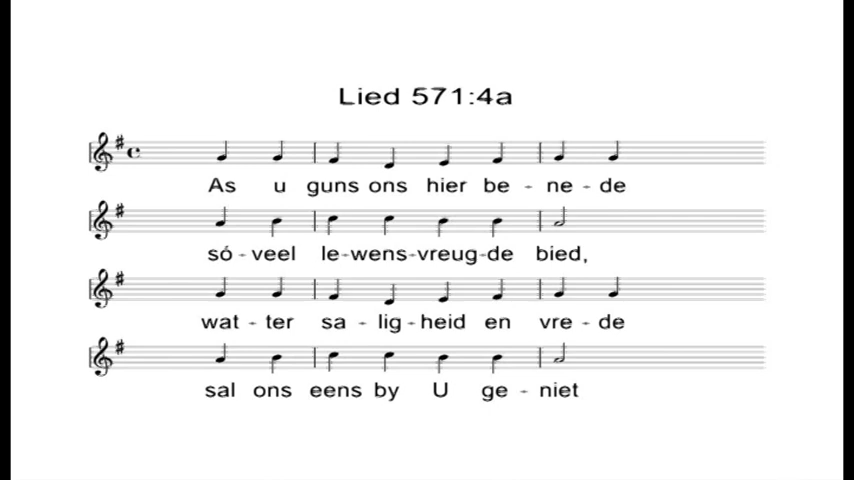 Lied 571:4a
As u guns ons hier be - ne - de
só - veel le-wens-vreug-de bied,
wat - ter sa - lig - heid en vre - de
sal ons eens by U ge - niet